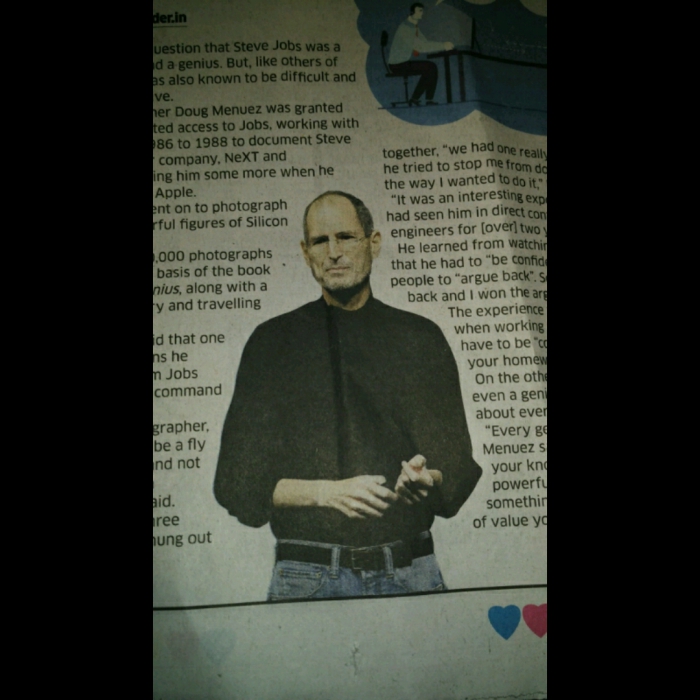 der.in
uestion that Steve Jobs was a
d a genius. But, like others of
as also known to be difficult and
ve.
her Doug Menuez was granted
ted access to Jobs, working with
986 to 1988 to document Steve
company, NeXT and
ing him some more when he
Apple.
ent on to photograph
rful figures of Silicon
0,000 photographs
basis of the book
nius, along with a
y and travelling
id that one
ns he
m Jobs
command
grapher,
be a fly
and not
aid.
ree
hung out
together, "we had one really
he tried to stop me from do
the way I wanted to do it,"
"It was an interesting expe
had seen him in direct con
engineers for [over] two y
He learned from watchin
that he had to "be confide
people to "argue back". So
back and I won the arg
The experience
when working
have to be "co
your homew
On the othe
even a geni
about ever
"Every ge
Menuez s
your kno
powerfu
somethin
of value yo